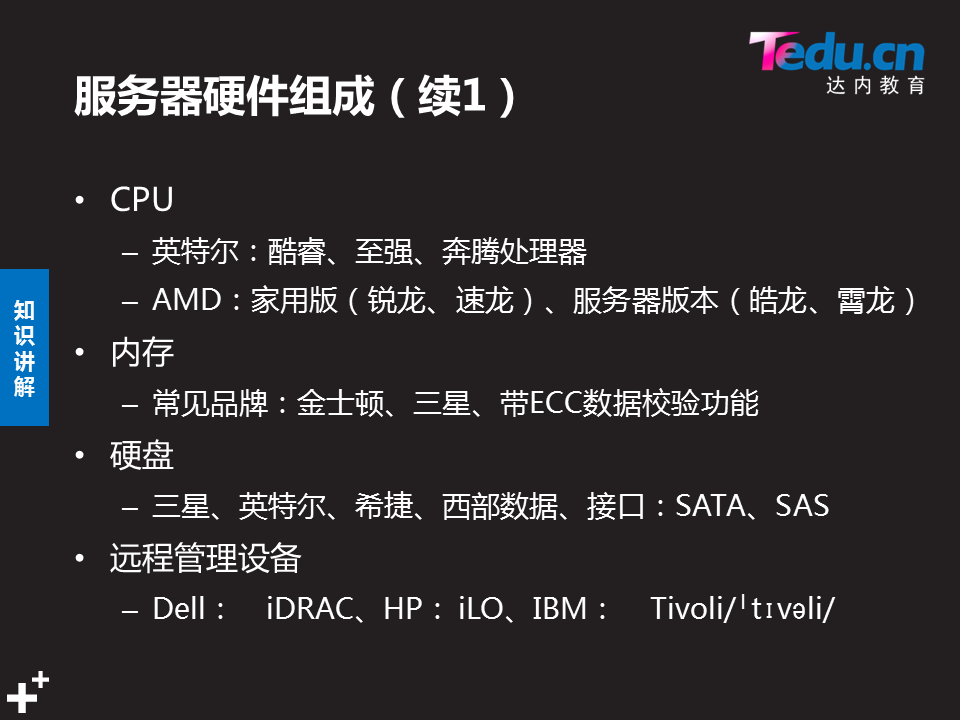 Tedu.cn
达内教育
服务器硬件组成（续1）
• CPU
– 英特尔：酷睿、至强、奔腾处理器
– AMD：家用版（锐龙、速龙）、服务器版本（皓龙、霄龙）
知识讲解
• 内存
– 常见品牌：金士顿、三星、带ECC数据校验功能
• 硬盘
– 三星、英特尔、希捷、西部数据、接口：SATA、SAS
• 远程管理设备
– Dell： iDRAC、HP： iLO、IBM： Tivoli/ˈtɪvəli/